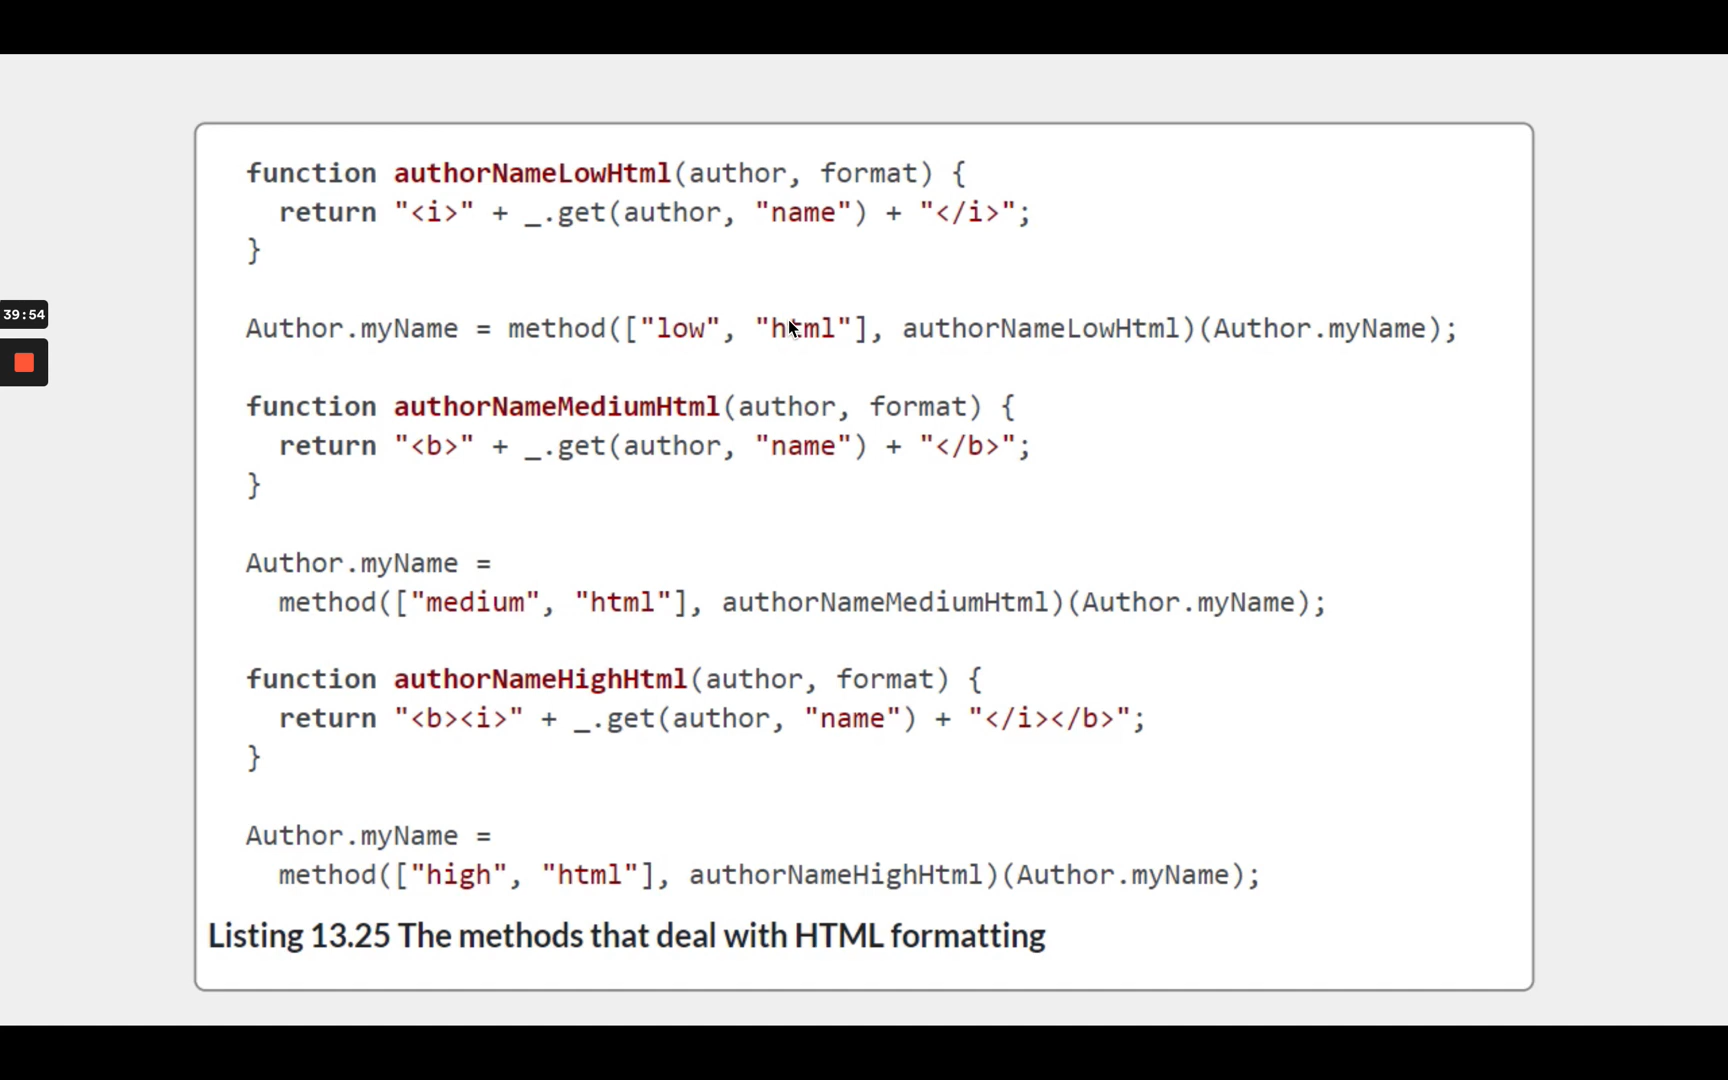 function authorNameLowHtml(author, format) {
  return "<i>" + _.get(author, "name") + "</i>";
}
39:54
Author.myName = method(["low", "html"], authorNameLowHtml)(Author.myName);
function authorNameMediumHtml(author, format) {
  return "<b>" + _.get(author, "name") + "</b>";
}
Author.myName =
  method(["medium", "html"], authorNameMediumHtml)(Author.myName);
function authorNameHighHtml(author, format) {
  return "<b><i>" + _.get(author, "name") + "</i></b>";
}
Author.myName =
  method(["high", "html"], authorNameHighHtml)(Author.myName);
Listing 13.25 The methods that deal with HTML formatting